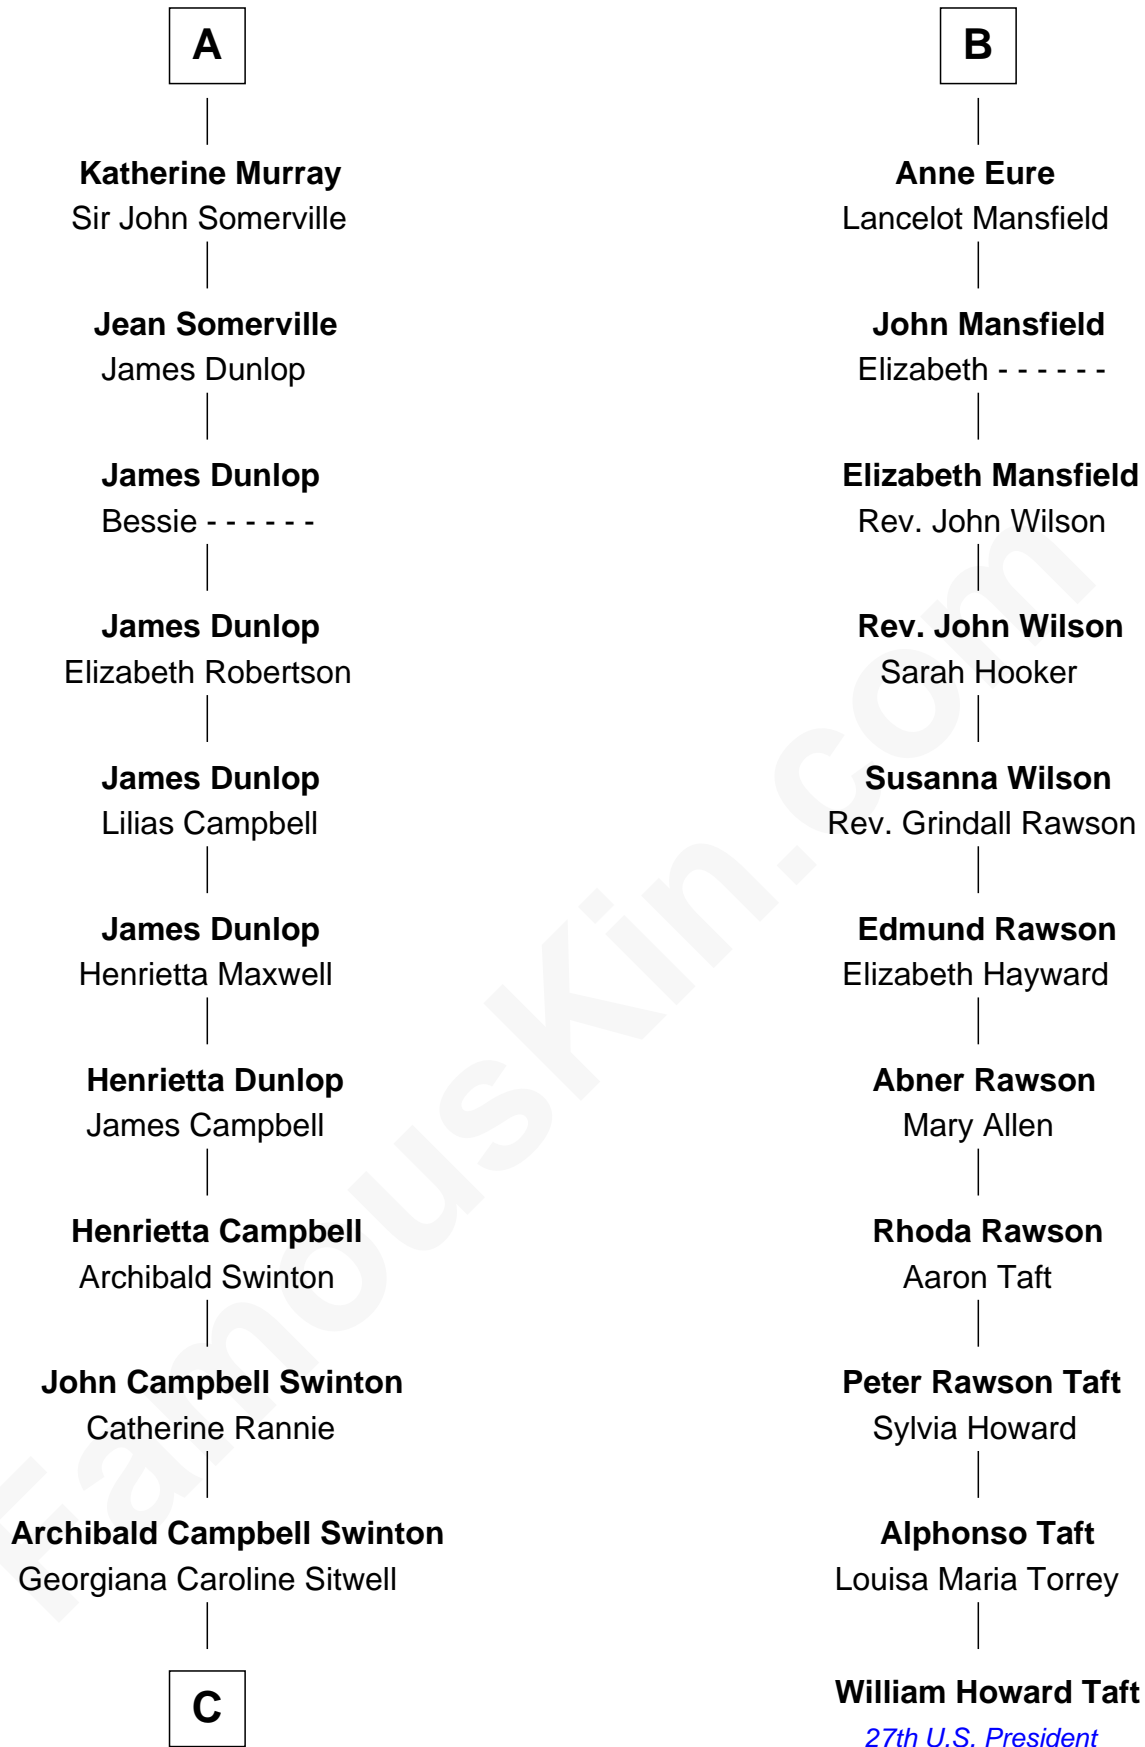 A
Katherine Murray
Sir John Somerville
Jean Somerville
James Dunlop
James Dunlop
Bessie - - - - - -
James Dunlop
Elizabeth Robertson
James Dunlop
Lilias Campbell
James Dunlop
Henrietta Maxwell
Henrietta Dunlop
James Campbell
Henrietta Campbell
Archibald Swinton
John Campbell Swinton
Catherine Rannie
Archibald Campbell Swinton
Georgiana Caroline Sitwell
C
B
Anne Eure
Lancelot Mansfield
John Mansfield
Elizabeth - - - - - -
Elizabeth Mansfield
Rev. John Wilson
Rev. John Wilson
Sarah Hooker
Susanna Wilson
Rev. Grindall Rawson
Edmund Rawson
Elizabeth Hayward
Abner Rawson
Mary Allen
Rhoda Rawson
Aaron Taft
Peter Rawson Taft
Sylvia Howard
Alphonso Taft
Louisa Maria Torrey
William Howard Taft
27th U.S. President
FamousKin.com